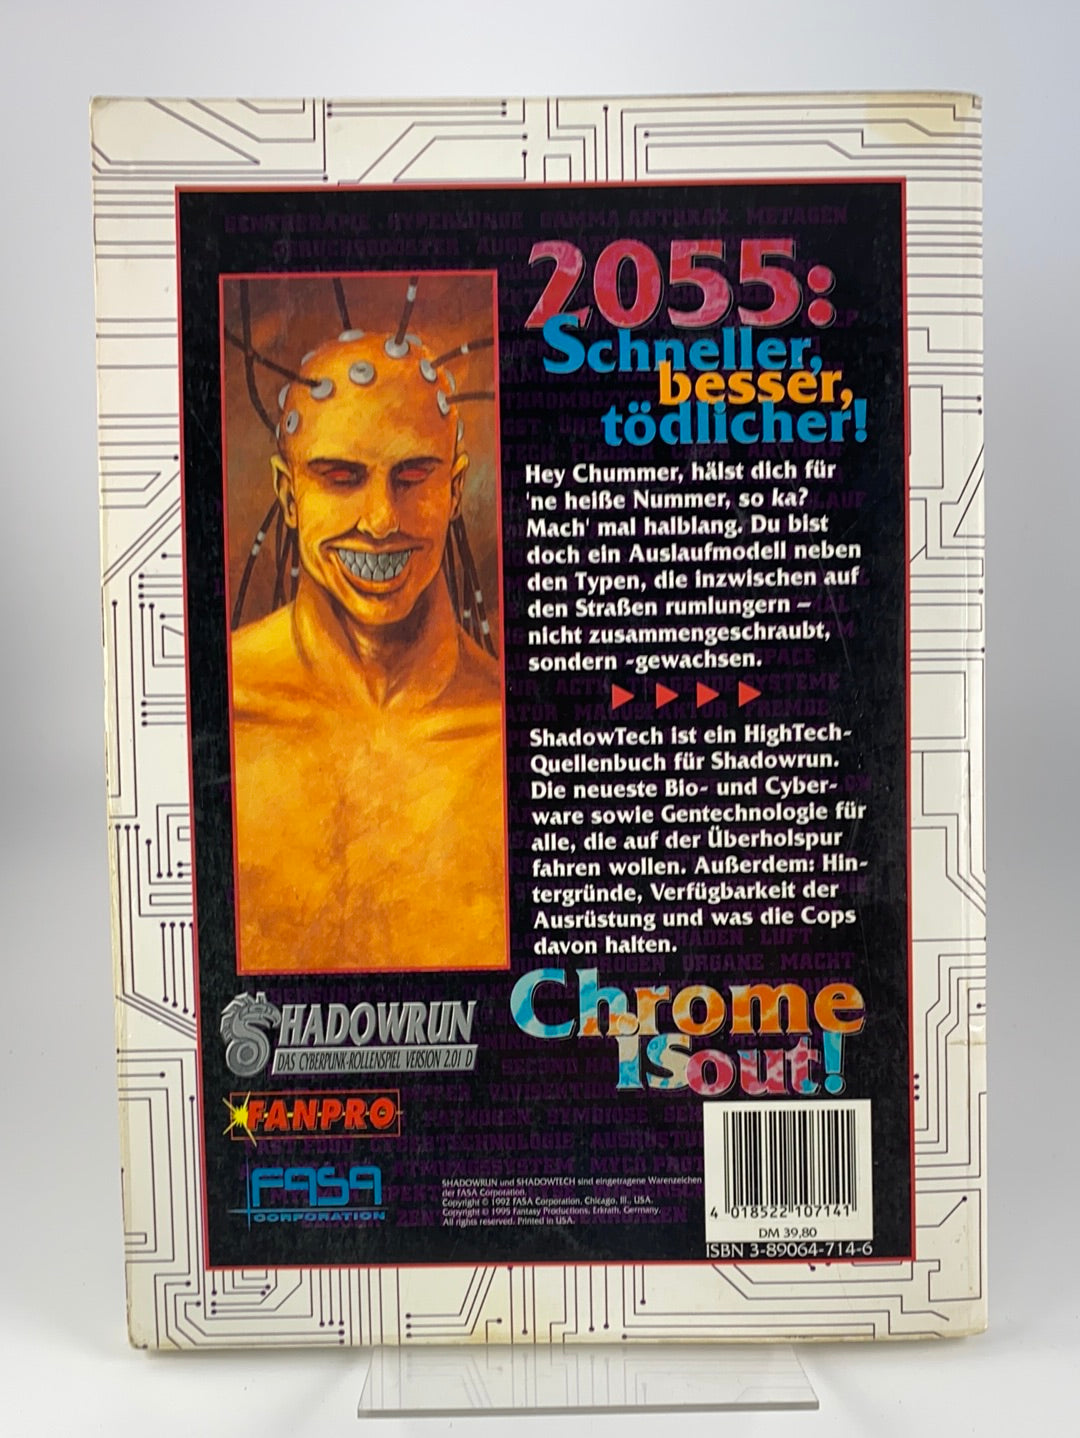 GENTHERAPIE HYPERLUNGE GAMMA-ANTHRAX METAGEN
2055:
Schneller,
besser,
tödlicher!
Hey Chummer, hälst dich für
'ne heiße Nummer, so ka?
Mach' mal halblang. Du bist
doch ein Auslaufmodell neben
den Typen, die inzwischen auf
den Straßen rumlungern –
nicht zusammengeschraubt,
sondern -gewachsen.
ShadowTech ist ein HighTech-
Quellenbuch für Shadowrun.
Die neueste Bio- und Cyber-
ware sowie Gentechnologie für
alle, die auf der Überholspur
fahren wollen. Außerdem: Hin-
tergründe, Verfügbarkeit der
Ausrüstung und was die Cops
davon halten.
Chrome
IS out!
SHADOWRUN
DAS CYBERPUNK-ROLLENSPIEL VERSION 2.01 D
FANPRO
FASA
CORPORATION
SHADOWRUN und SHADOWTECH sind eingetragene Warenzeichen
der FASA Corporation.
Copyright © 1992 FASA Corporation, Chicago, Ill., USA.
Copyright © 1995 Fantasy Productions, Erkrath, Germany.
All rights reserved. Printed in USA.
4 018522 107141
DM 39,80
ISBN 3-89064-714-6